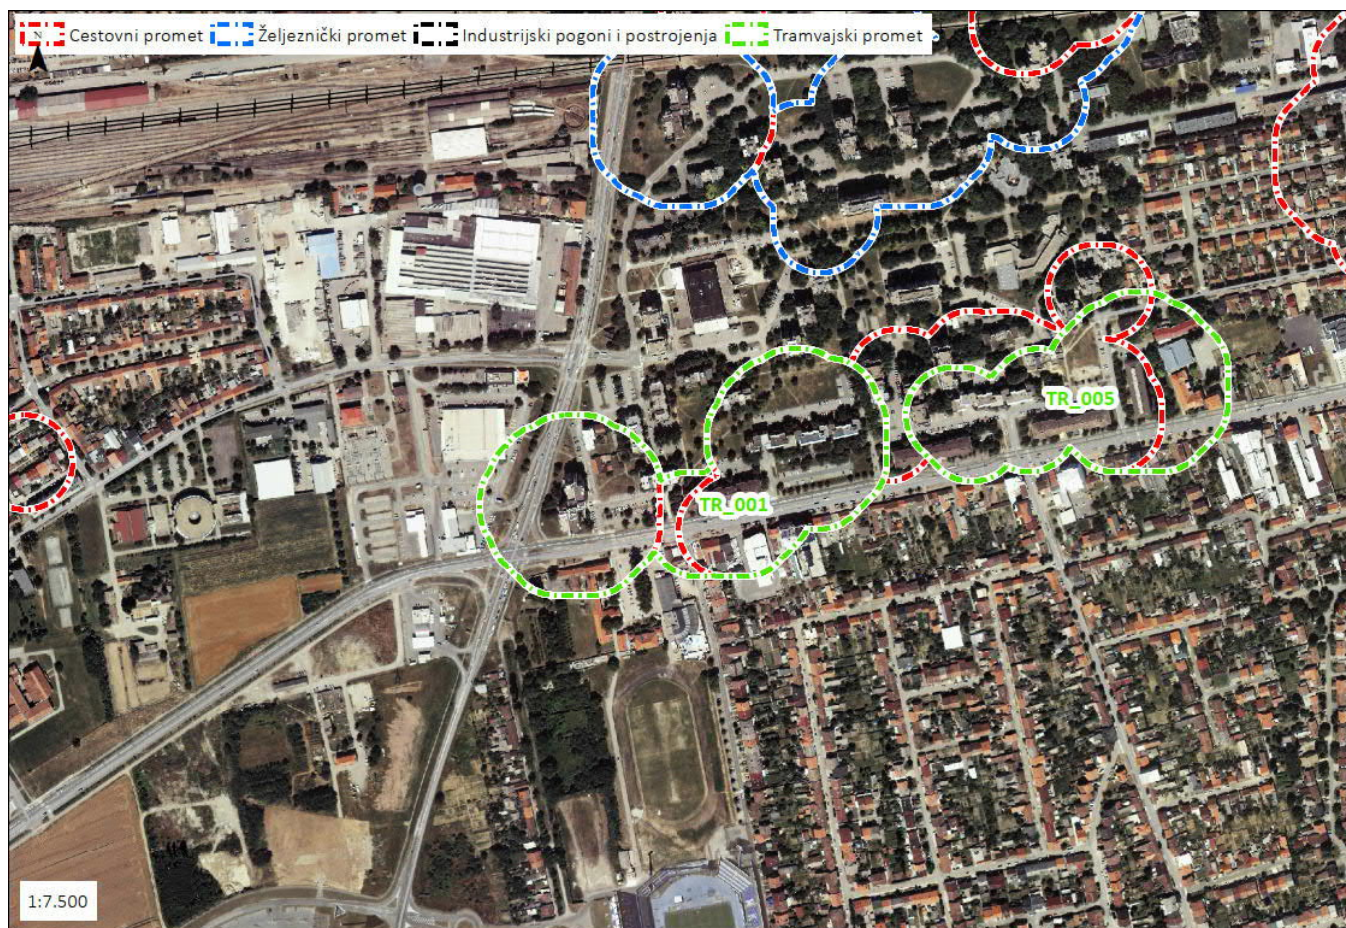 N
Cestovni promet Željeznički promet Industrijski pogoni i postrojenja Tramvajski promet
TR_005
TR_001
1:7.500